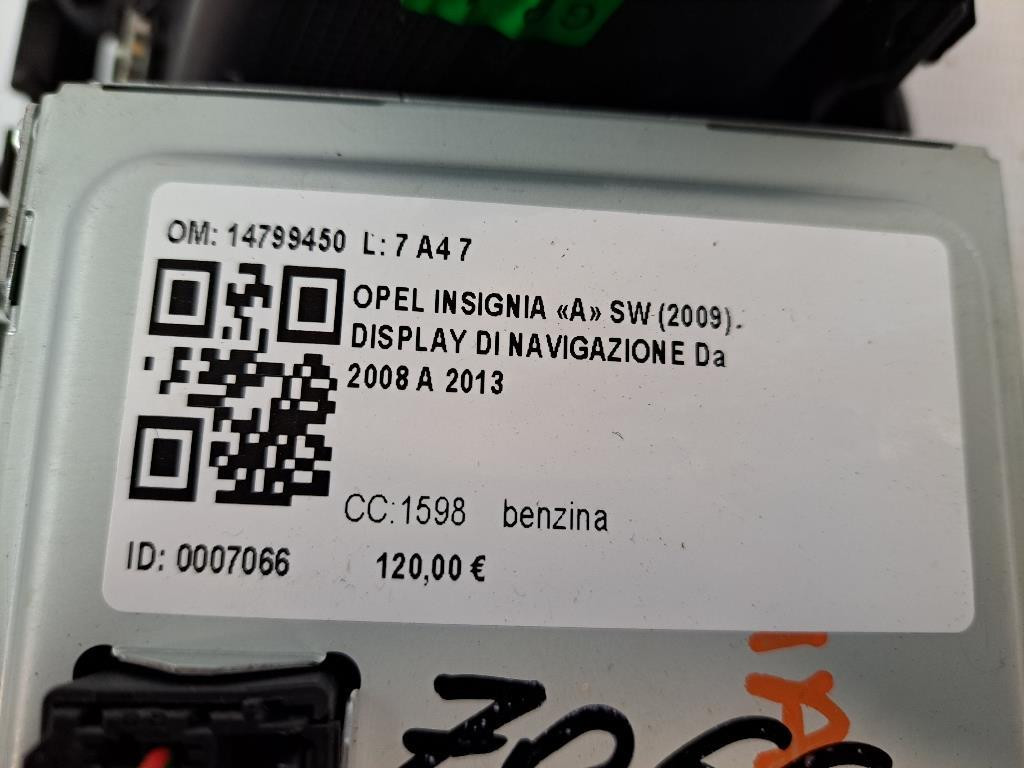 OM: 14799450 L: 7 A4 7
OPEL INSIGNIA «A» SW (2009).
DISPLAY DI NAVIGAZIONE Da
2008 A 2013
CC:1598 benzina
ID: 0007066 120,00 €